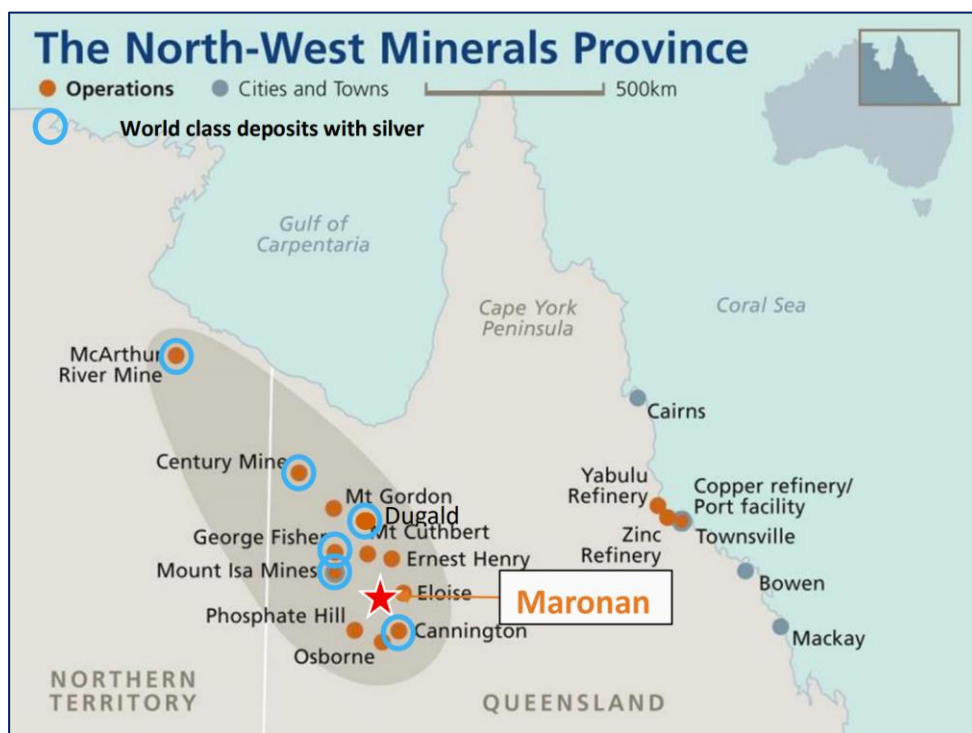 The North-West Minerals Province
Operations
Cities and Towns
500km
World class deposits with silver
Gulf of
Carpentaria
Cape York
Peninsula
Coral Sea
McArthur
River Mine
Cairns
Century Mine
Yabulu
Refinery
Copper refinery/
Port facility
Mt Gordon
Dugald
Townsville
Zinc
Refinery
George Fisher
Mt Cuthbert
Ernest Henry
Mount Isa Mines
Bowen
Eloise
Maronan
Phosphate Hill
Cannington
Mackay
Osborne
NORTHERN
TERRITORY
QUEENSLAND